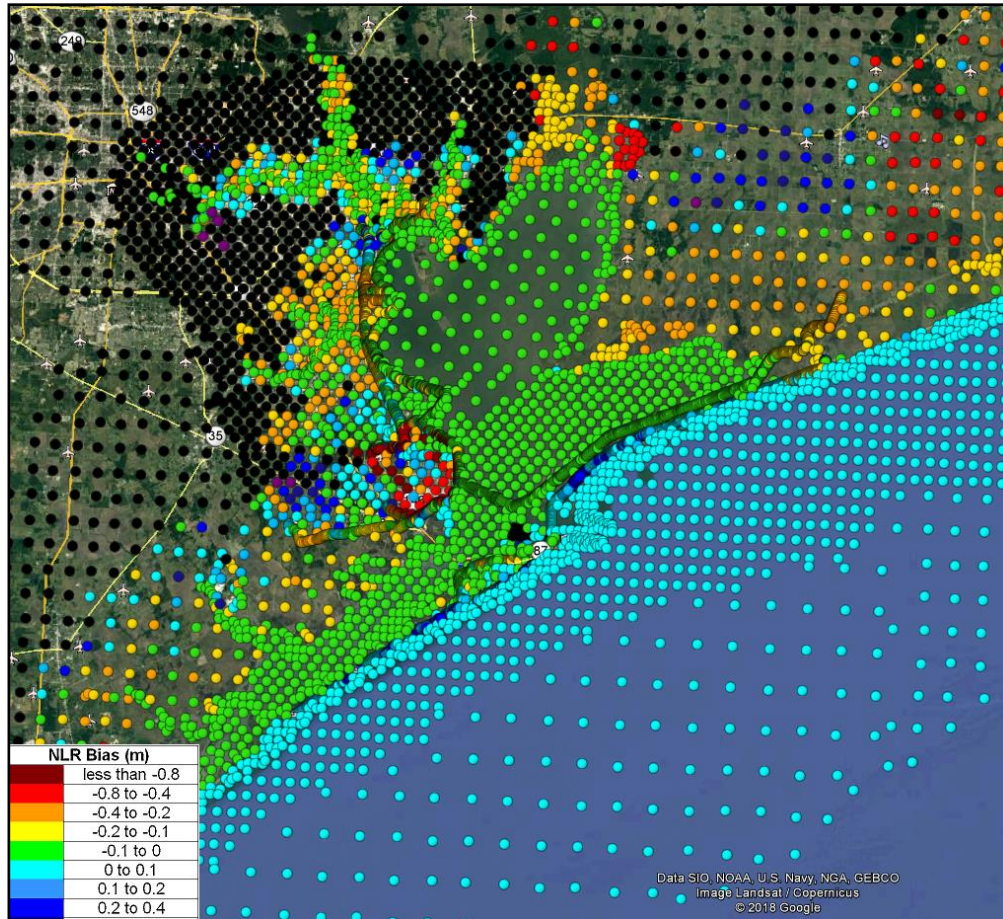 249
548
35
87
NLR Bias (m)
less than -0.8
-0.8 to -0.4
-0.4 to -0.2
-0.2 to -0.1
-0.1 to 0
0 to 0.1
0.1 to 0.2
0.2 to 0.4
Data SIO, NOAA, U.S. Navy, NGA, GEBCO
Image Landsat / Copernicus
© 2018 Google